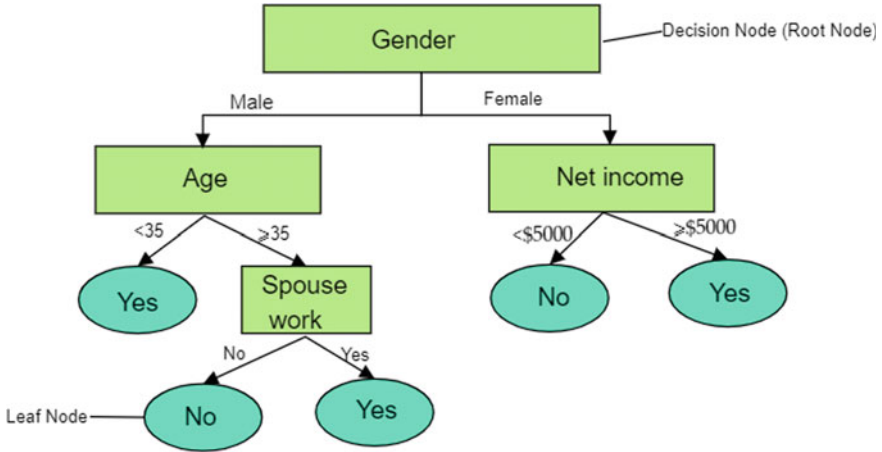 Gender
Decision Node (Root Node)
Male
Female
Age
Net income
<35
⩾35
<$5000
⩾$5000
Yes
Spouse
work
No
Yes
No
Yes
Leaf Node
No
Yes